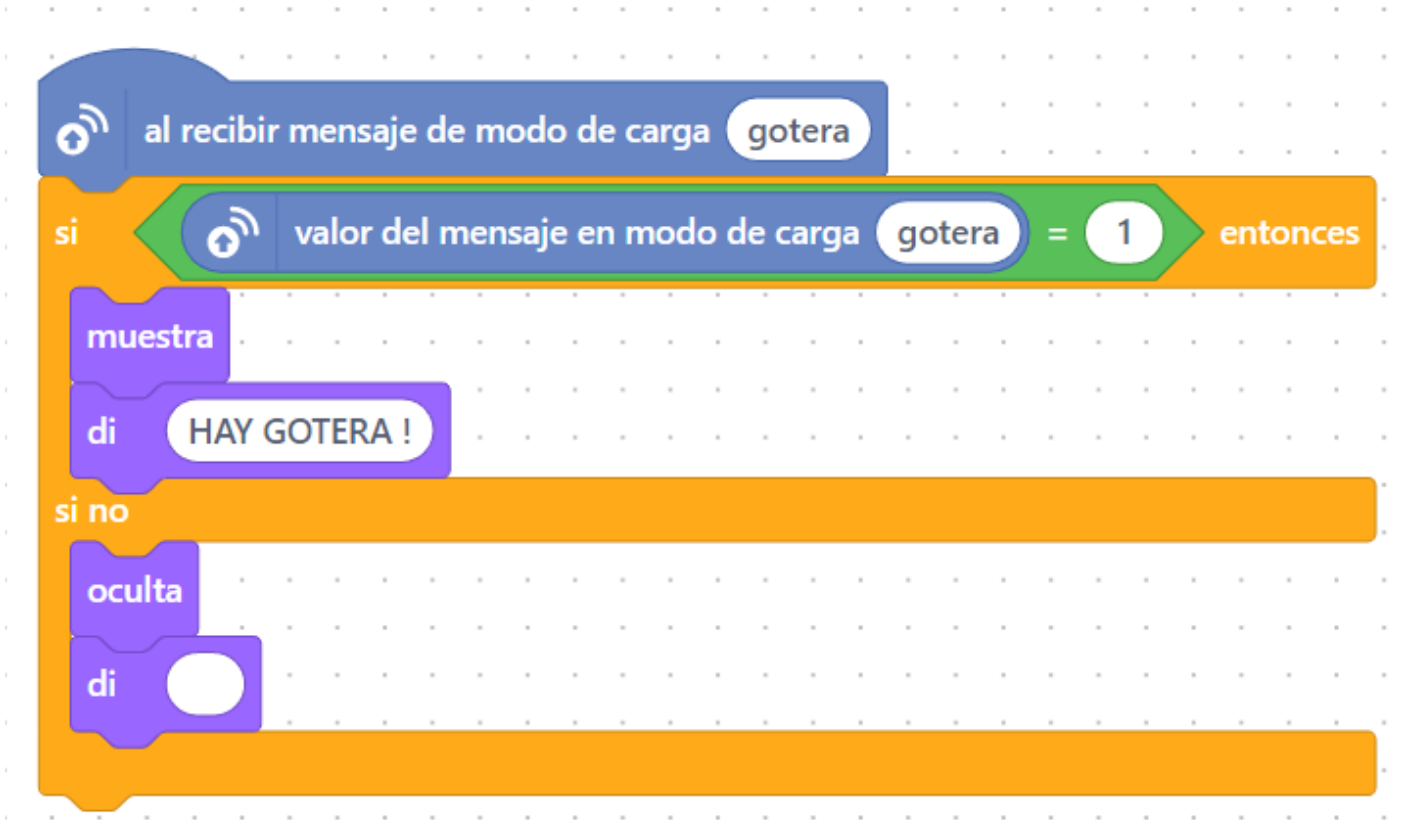 al recibir mensaje de modo de carga gotera
si valor del mensaje en modo de carga gotera = 1 entonces
muestra
di HAY GOTERA !
si no
oculta
di